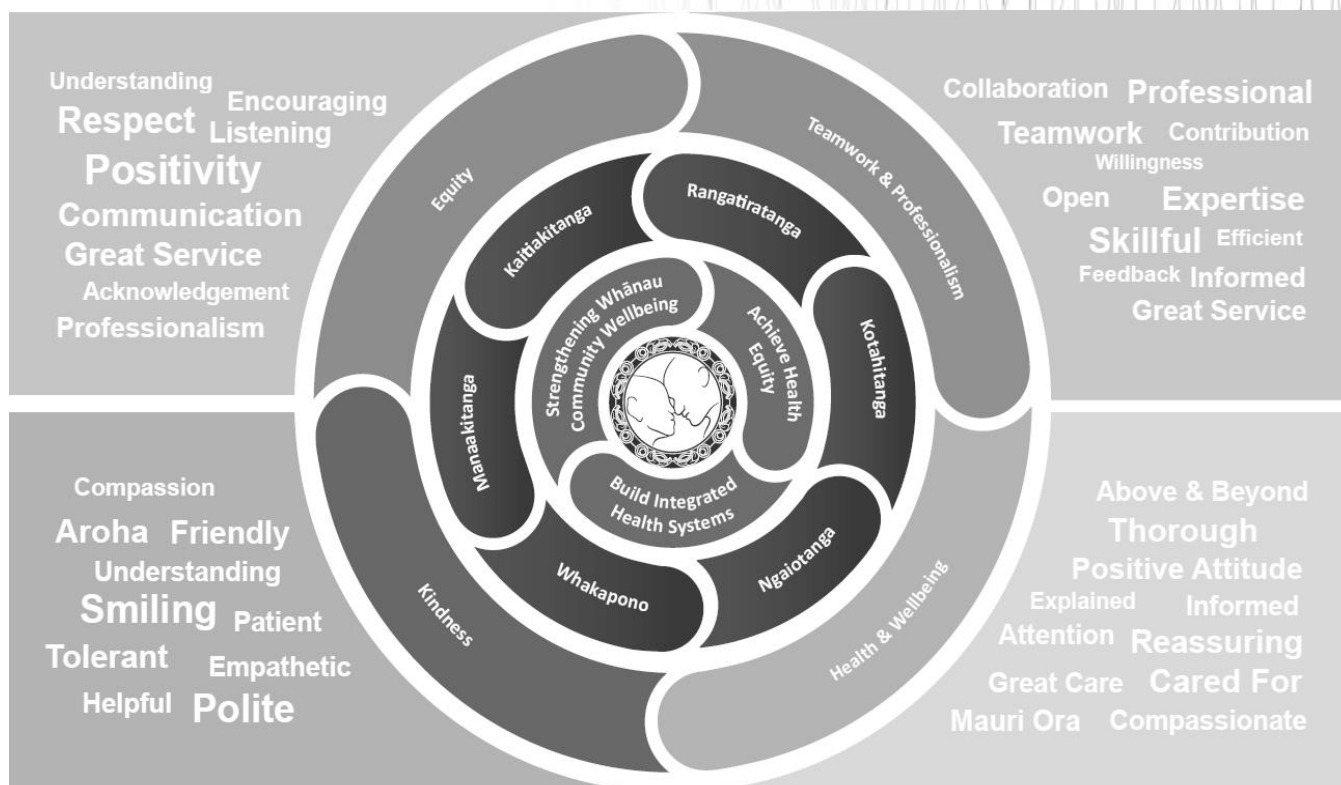 Understanding
Encouraging
Respect
Listening
Positivity
Communication
Great Service
Acknowledgement
Professionalism
Collaboration
Professional
Teamwork
Contribution
Willingness
Open
Expertise
Skillful
Efficient
Feedback
Informed
Great Service
Equity
Teamwork & Professionalism
Kaitiakitanga
Rangatiratanga
Kotahitanga
Ngaiotanga
Whakapono
Manaakitanga
Strengthening Whānau
Community Wellbeing
Achieve Health
Equity
Build Integrated
Health Systems
Kindness
Health & Wellbeing
Compassion
Aroha
Friendly
Understanding
Smiling
Patient
Tolerant
Empathetic
Helpful
Polite
Above & Beyond
Thorough
Positive Attitude
Explained
Informed
Attention
Reassuring
Great Care
Cared For
Mauri Ora
Compassionate